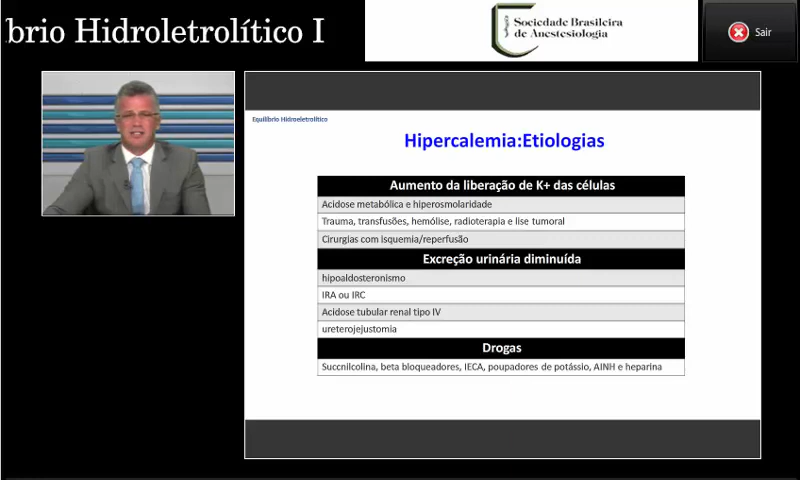 brio Hidroletrolítico I
Sociedade Brasileira
de Anestesiologia
Sair
Equilíbrio Hidroeletrolítico
Hipercalemia:Etiologias
Aumento da liberação de K+ das células
Acidose metabólica e hiperosmolaridade
Trauma, transfusões, hemólise, radioterapia e lise tumoral
Cirurgias com isquemia/reperfusão
Excreção urinária diminuída
hipoaldosteronismo
IRA ou IRC
Acidose tubular renal tipo IV
ureterojejustomia
Drogas
Succnilcolina, beta bloqueadores, IECA, poupadores de potássio, AINH e heparina